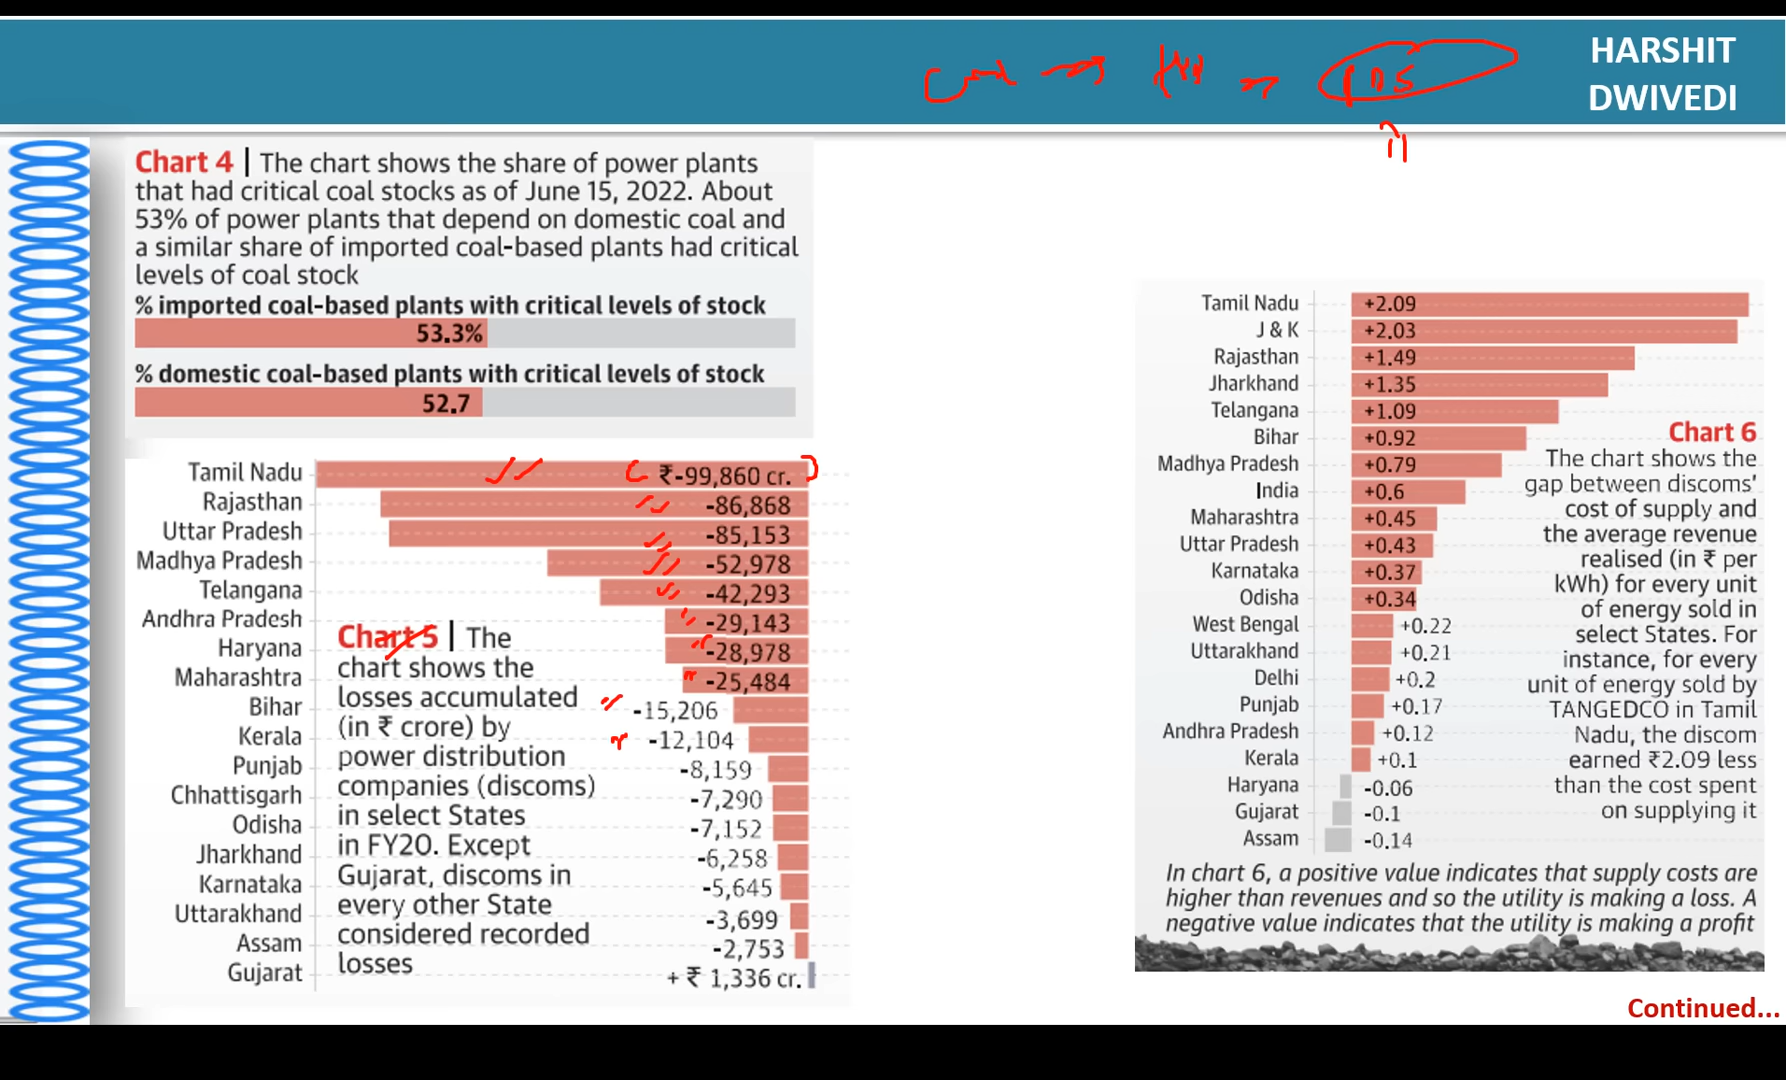 HARSHIT
DWIVEDI
Chart 4 | The chart shows the share of power plants
that had critical coal stocks as of June 15, 2022. About
53% of power plants that depend on domestic coal and
a similar share of imported coal-based plants had critical
levels of coal stock
% imported coal-based plants with critical levels of stock
53.3%
% domestic coal-based plants with critical levels of stock
52.7
Tamil Nadu ₹-99,860 cr.
Rajasthan -86,868
Uttar Pradesh -85,153
Madhya Pradesh -52,978
Telangana -42,293
Andhra Pradesh -29,143
Haryana -28,978
Maharashtra -25,484
Bihar -15,206
Kerala -12,104
Punjab -8,159
Chhattisgarh -7,290
Odisha -7,152
Jharkhand -6,258
Karnataka -5,645
Uttarakhand -3,699
Assam -2,753
Gujarat + ₹ 1,336 cr.
Chart 5 | The
chart shows the
losses accumulated
(in ₹ crore) by
power distribution
companies (discoms)
in select States
in FY20. Except
Gujarat, discoms in
every other State
considered recorded
losses
Tamil Nadu +2.09
J & K +2.03
Rajasthan +1.49
Jharkhand +1.35
Telangana +1.09
Bihar +0.92
Madhya Pradesh +0.79
India +0.6
Maharashtra +0.45
Uttar Pradesh +0.43
Karnataka +0.37
Odisha +0.34
West Bengal +0.22
Uttarakhand +0.21
Delhi +0.2
Punjab +0.17
Andhra Pradesh +0.12
Kerala +0.1
Haryana -0.06
Gujarat -0.1
Assam -0.14
Chart 6
The chart shows the
gap between discoms'
cost of supply and
the average revenue
realised (in ₹ per
kWh) for every unit
of energy sold in
select States. For
instance, for every
unit of energy sold by
TANGEDCO in Tamil
Nadu, the discom
earned ₹2.09 less
than the cost spent
on supplying it
In chart 6, a positive value indicates that supply costs are
higher than revenues and so the utility is making a loss. A
negative value indicates that the utility is making a profit
Continued...